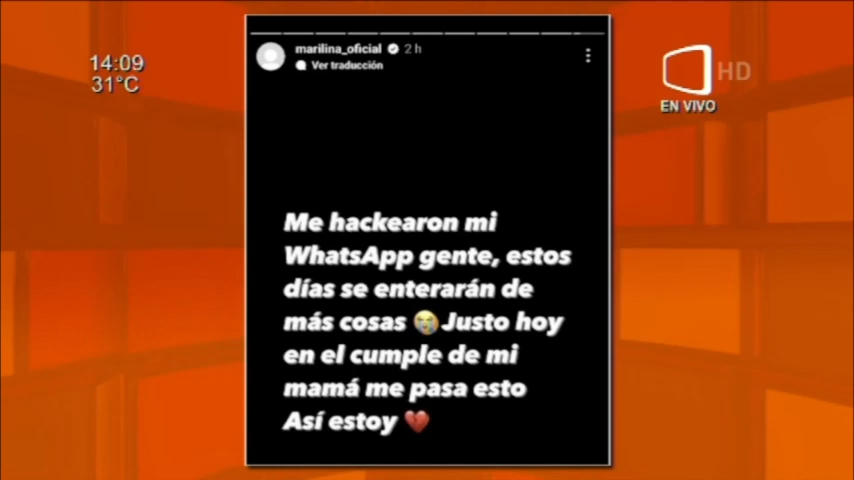 14:09
31°C
marilina_oficial 2 h
Ver traducción
HD
EN VIVO
Me hackearon mi
WhatsApp gente, estos
días se enterarán de
más cosas 😭Justo hoy
en el cumple de mi
mamá me pasa esto
Así estoy 💔